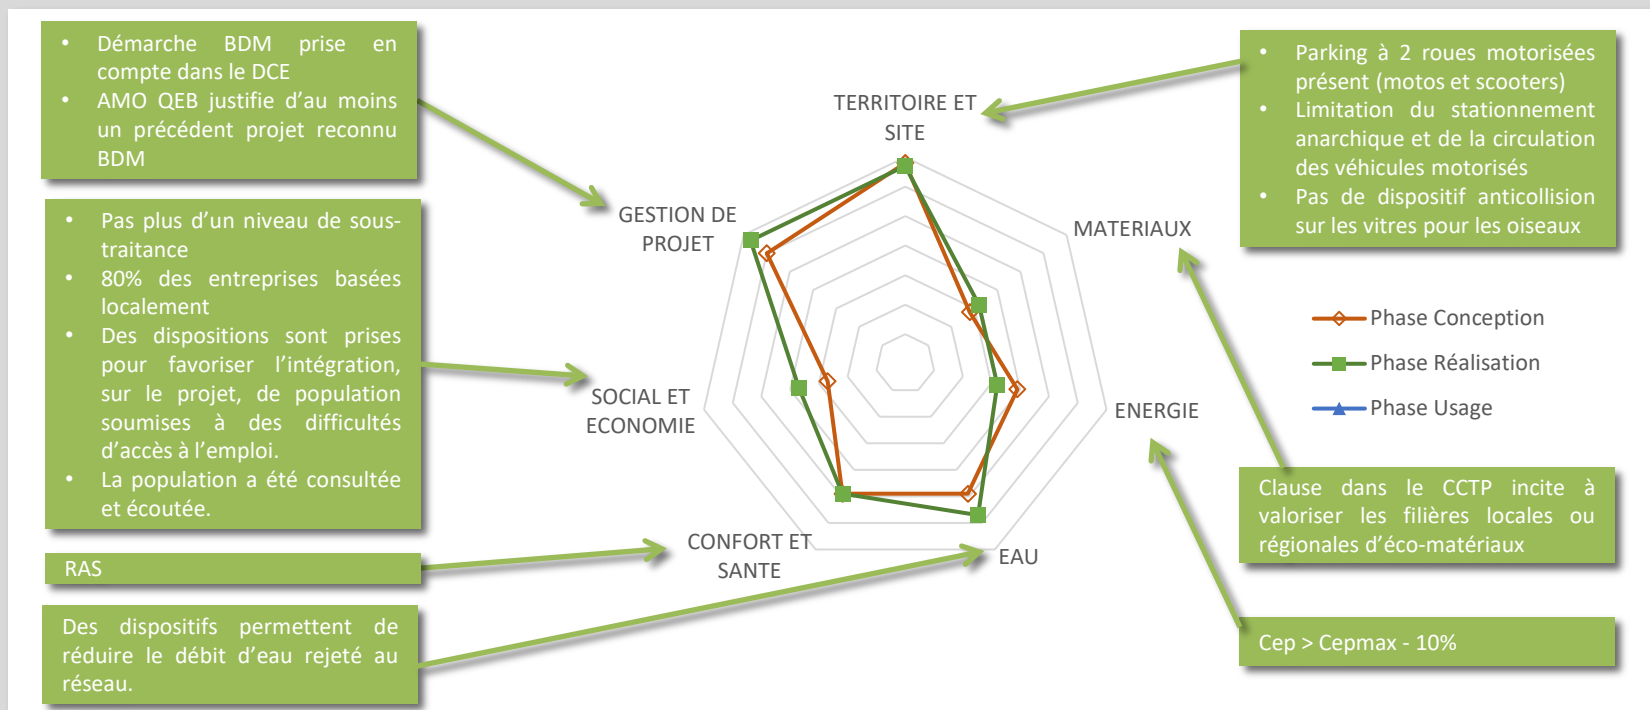 • Démarche BDM prise en
compte dans le DCE
• AMO QEB justifie d'au moins
un précédent projet reconnu
BDM
• Pas plus d'un niveau de sous-
traitance
• 80% des entreprises basées
localement
• Des dispositions sont prises
pour favoriser l'intégration,
sur le projet, de population
soumises à des difficultés
d'accès à l'emploi.
• La population a été consultée
et écoutée.
RAS
Des dispositifs permettent de
réduire le débit d'eau rejeté au
réseau.
TERRITOIRE ET
SITE
MATERIAUX
ENERGIE
EAU
CONFORT ET
SANTE
SOCIAL ET
ECONOMIE
GESTION DE
PROJET
• Parking à 2 roues motorisées
présent (motos et scooters)
• Limitation du stationnement
anarchique et de la circulation
des véhicules motorisés
• Pas de dispositif anticollision
sur les vitres pour les oiseaux
Phase Conception
Phase Réalisation
Phase Usage
Clause dans le CCTP incite à
valoriser les filières locales ou
régionales d'éco-matériaux
Cep > Cepmax - 10%